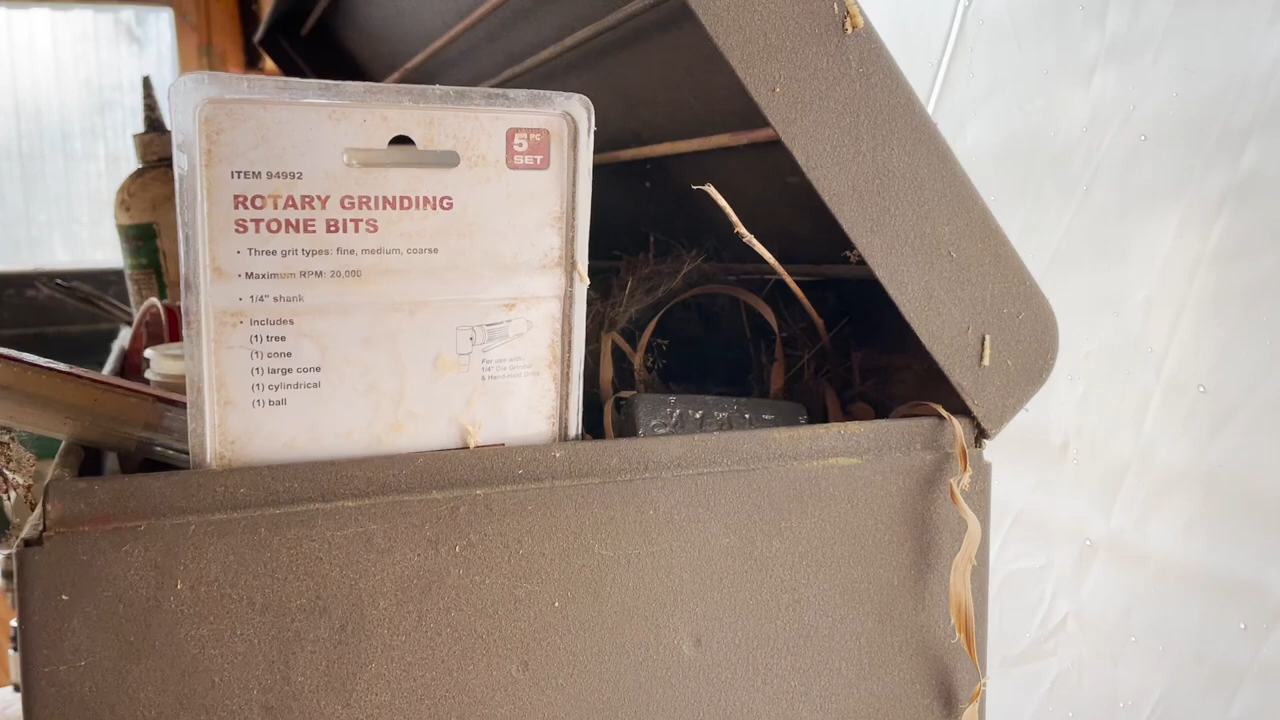 5 PC
SET
ITEM 94992
ROTARY GRINDING
STONE BITS
• Three grit types: fine, medium, coarse
• Maximum RPM: 20,000
• 1/4" shank
• Includes
(1) tree
(1) cone
(1) large cone
(1) cylindrical
(1) ball
For use with:
1/4" Die Grinder
& Hand-Held Drills